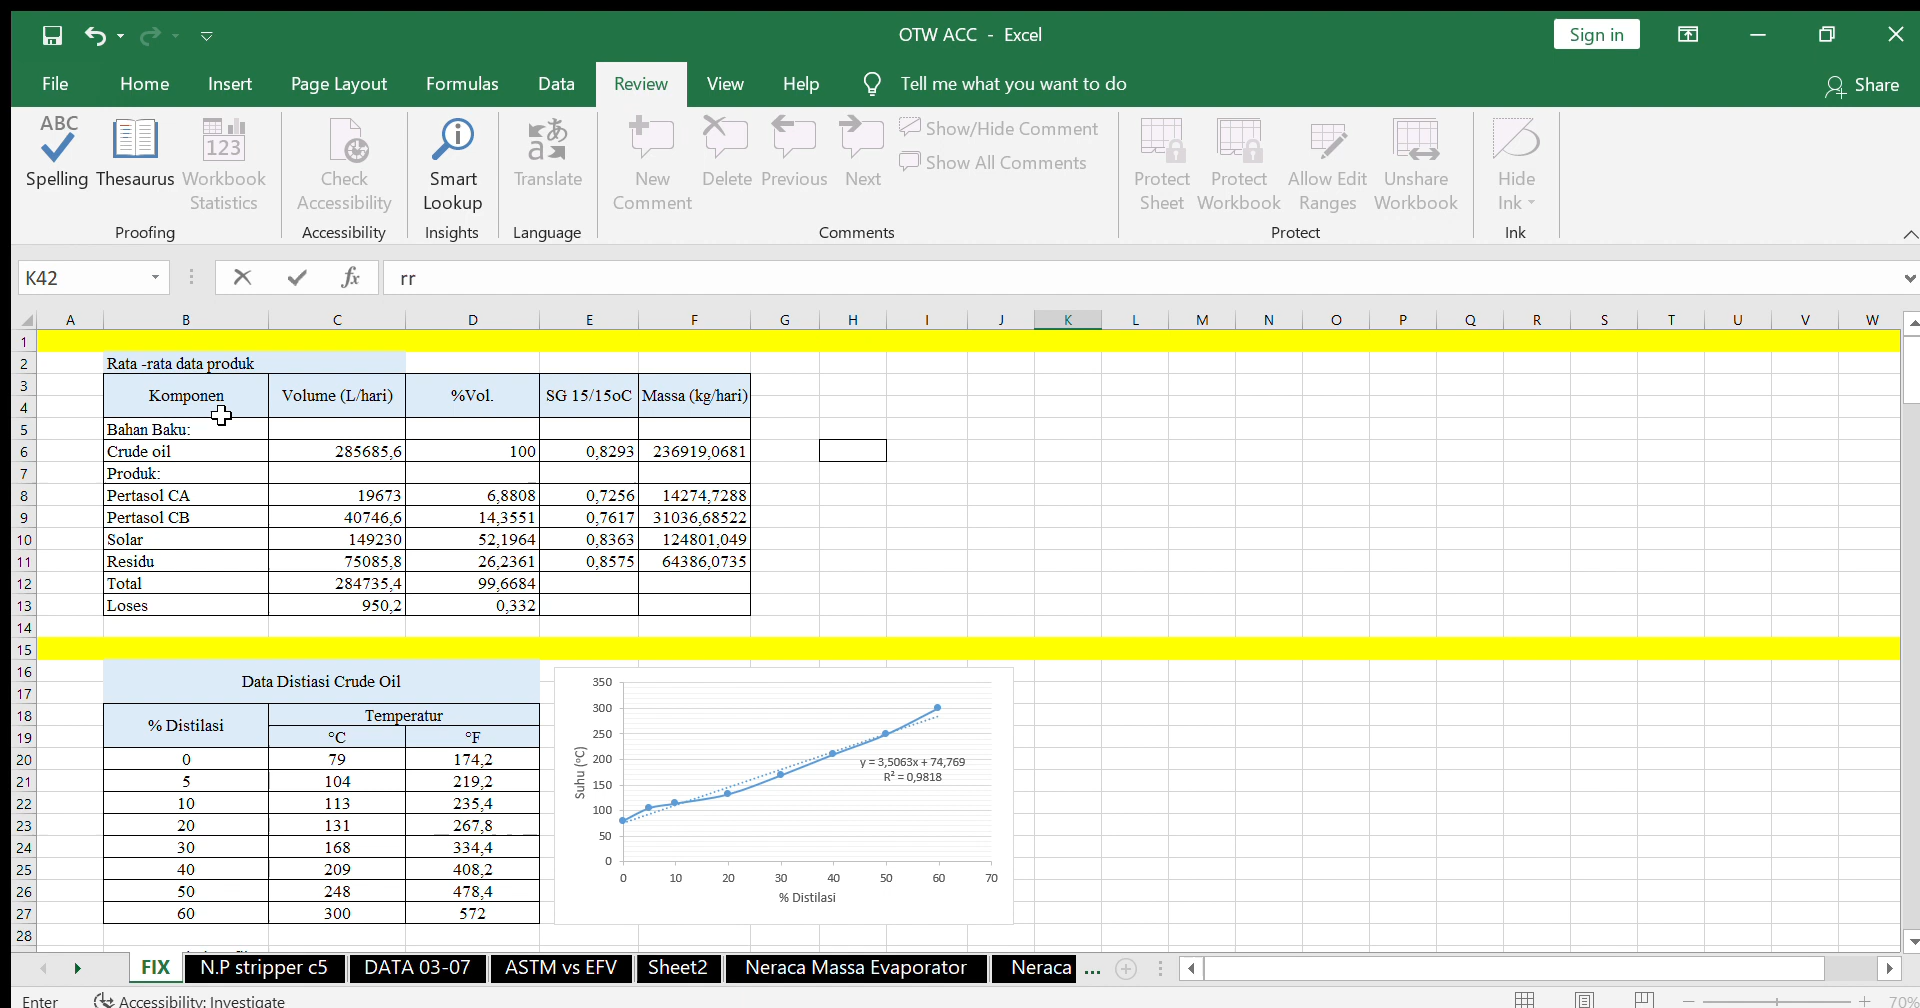 OTW ACC - Excel
Sign in
File Home Insert Page Layout Formulas Data Review View Help Tell me what you want to do Share
ABC
123
Spelling Thesaurus Workbook Statistics
Check Accessibility
Smart Lookup
Translate
New Comment
Delete Previous Next
Show/Hide Comment
Show All Comments
Protect Sheet
Protect Workbook
Allow Edit Ranges
Unshare Workbook
Hide Ink
Proofing Accessibility Insights Language Comments Protect Ink
K42 fx rr
A B C D E F G H I J K L M N O P Q R S T U V W
1
2 Rata -rata data produk
3
4
Komponen Volume (L/hari) %Vol. SG 15/15oC Massa (kg/hari)
5 Bahan Baku:
6 Crude oil 285685,6 100 0,8293 236919,0681
7 Produk:
8 Pertasol CA 19673 6,8808 0,7256 14274,7288
9 Pertasol CB 40746,6 14,3551 0,7617 31036,68522
10 Solar 149230 52,1964 0,8363 124801,049
11 Residu 75085,8 26,2361 0,8575 64386,0735
12 Total 284735,4 99,6684
13 Loses 950,2 0,332
14
15
16
17
Data Distiasi Crude Oil
18 % Distilasi Temperatur
19 °C °F
20 0 79 174,2
21 5 104 219,2
22 10 113 235,4
23 20 131 267,8
24 30 168 334,4
25 40 209 408,2
26 50 248 478,4
27 60 300 572
28
350
300
250
200
150
100
50
0
Suhu (°C)
y = 3,5063x + 74,769
R² = 0,9818
0 10 20 30 40 50 60 70
% Distilasi
FIX N.P stripper c5 DATA 03-07 ASTM vs EFV Sheet2 Neraca Massa Evaporator Neraca ...
Enter Accessibility: Investigate 70%